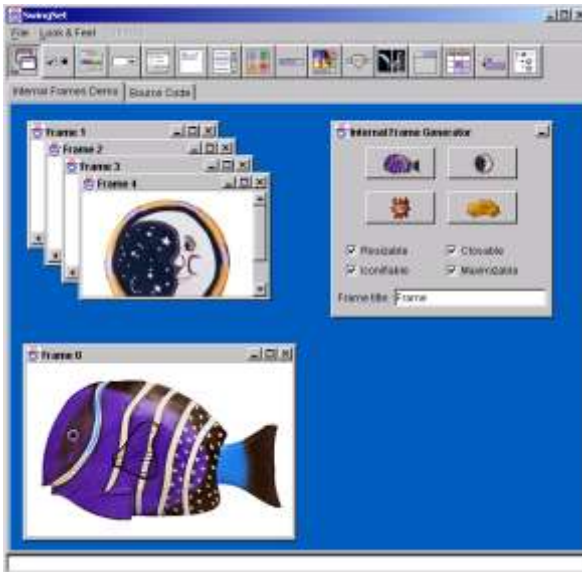 SwingSet
File Look & Feel
Internal Frames Demo Source Code
Frame 1
Frame 2
Frame 3
Frame 4
Internal Frame Generator
Resizable Closable
Iconifiable Maximizable
Frame title: Frame
Frame 0